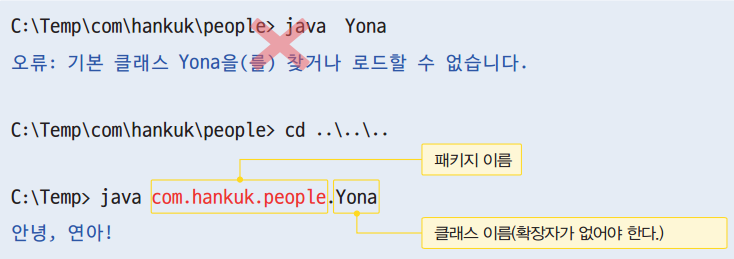 C:\Temp\com\hankuk\people> java  Yona
오류: 기본 클래스 Yona을(를) 찾거나 로드할 수 없습니다.
C:\Temp\com\hankuk\people> cd ..\..\..
패키지 이름
C:\Temp> java com.hankuk.people.Yona
안녕, 연아!
클래스 이름(확장자가 없어야 한다.)